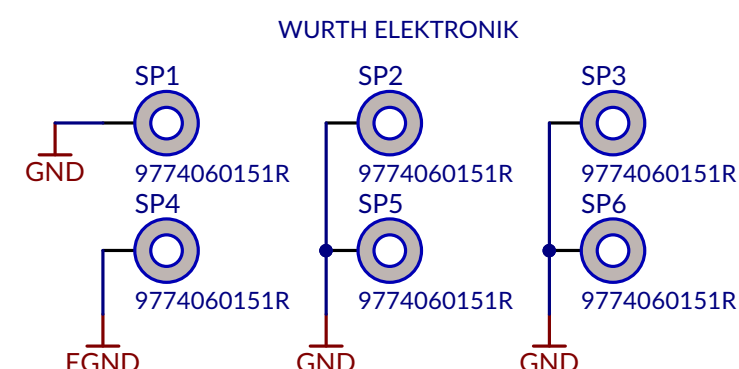 WURTH ELEKTRONIK
SP1 SP2 SP3
GND 9774060151R 9774060151R 9774060151R
SP4 SP5 SP6
9774060151R 9774060151R 9774060151R
EGND GND GND